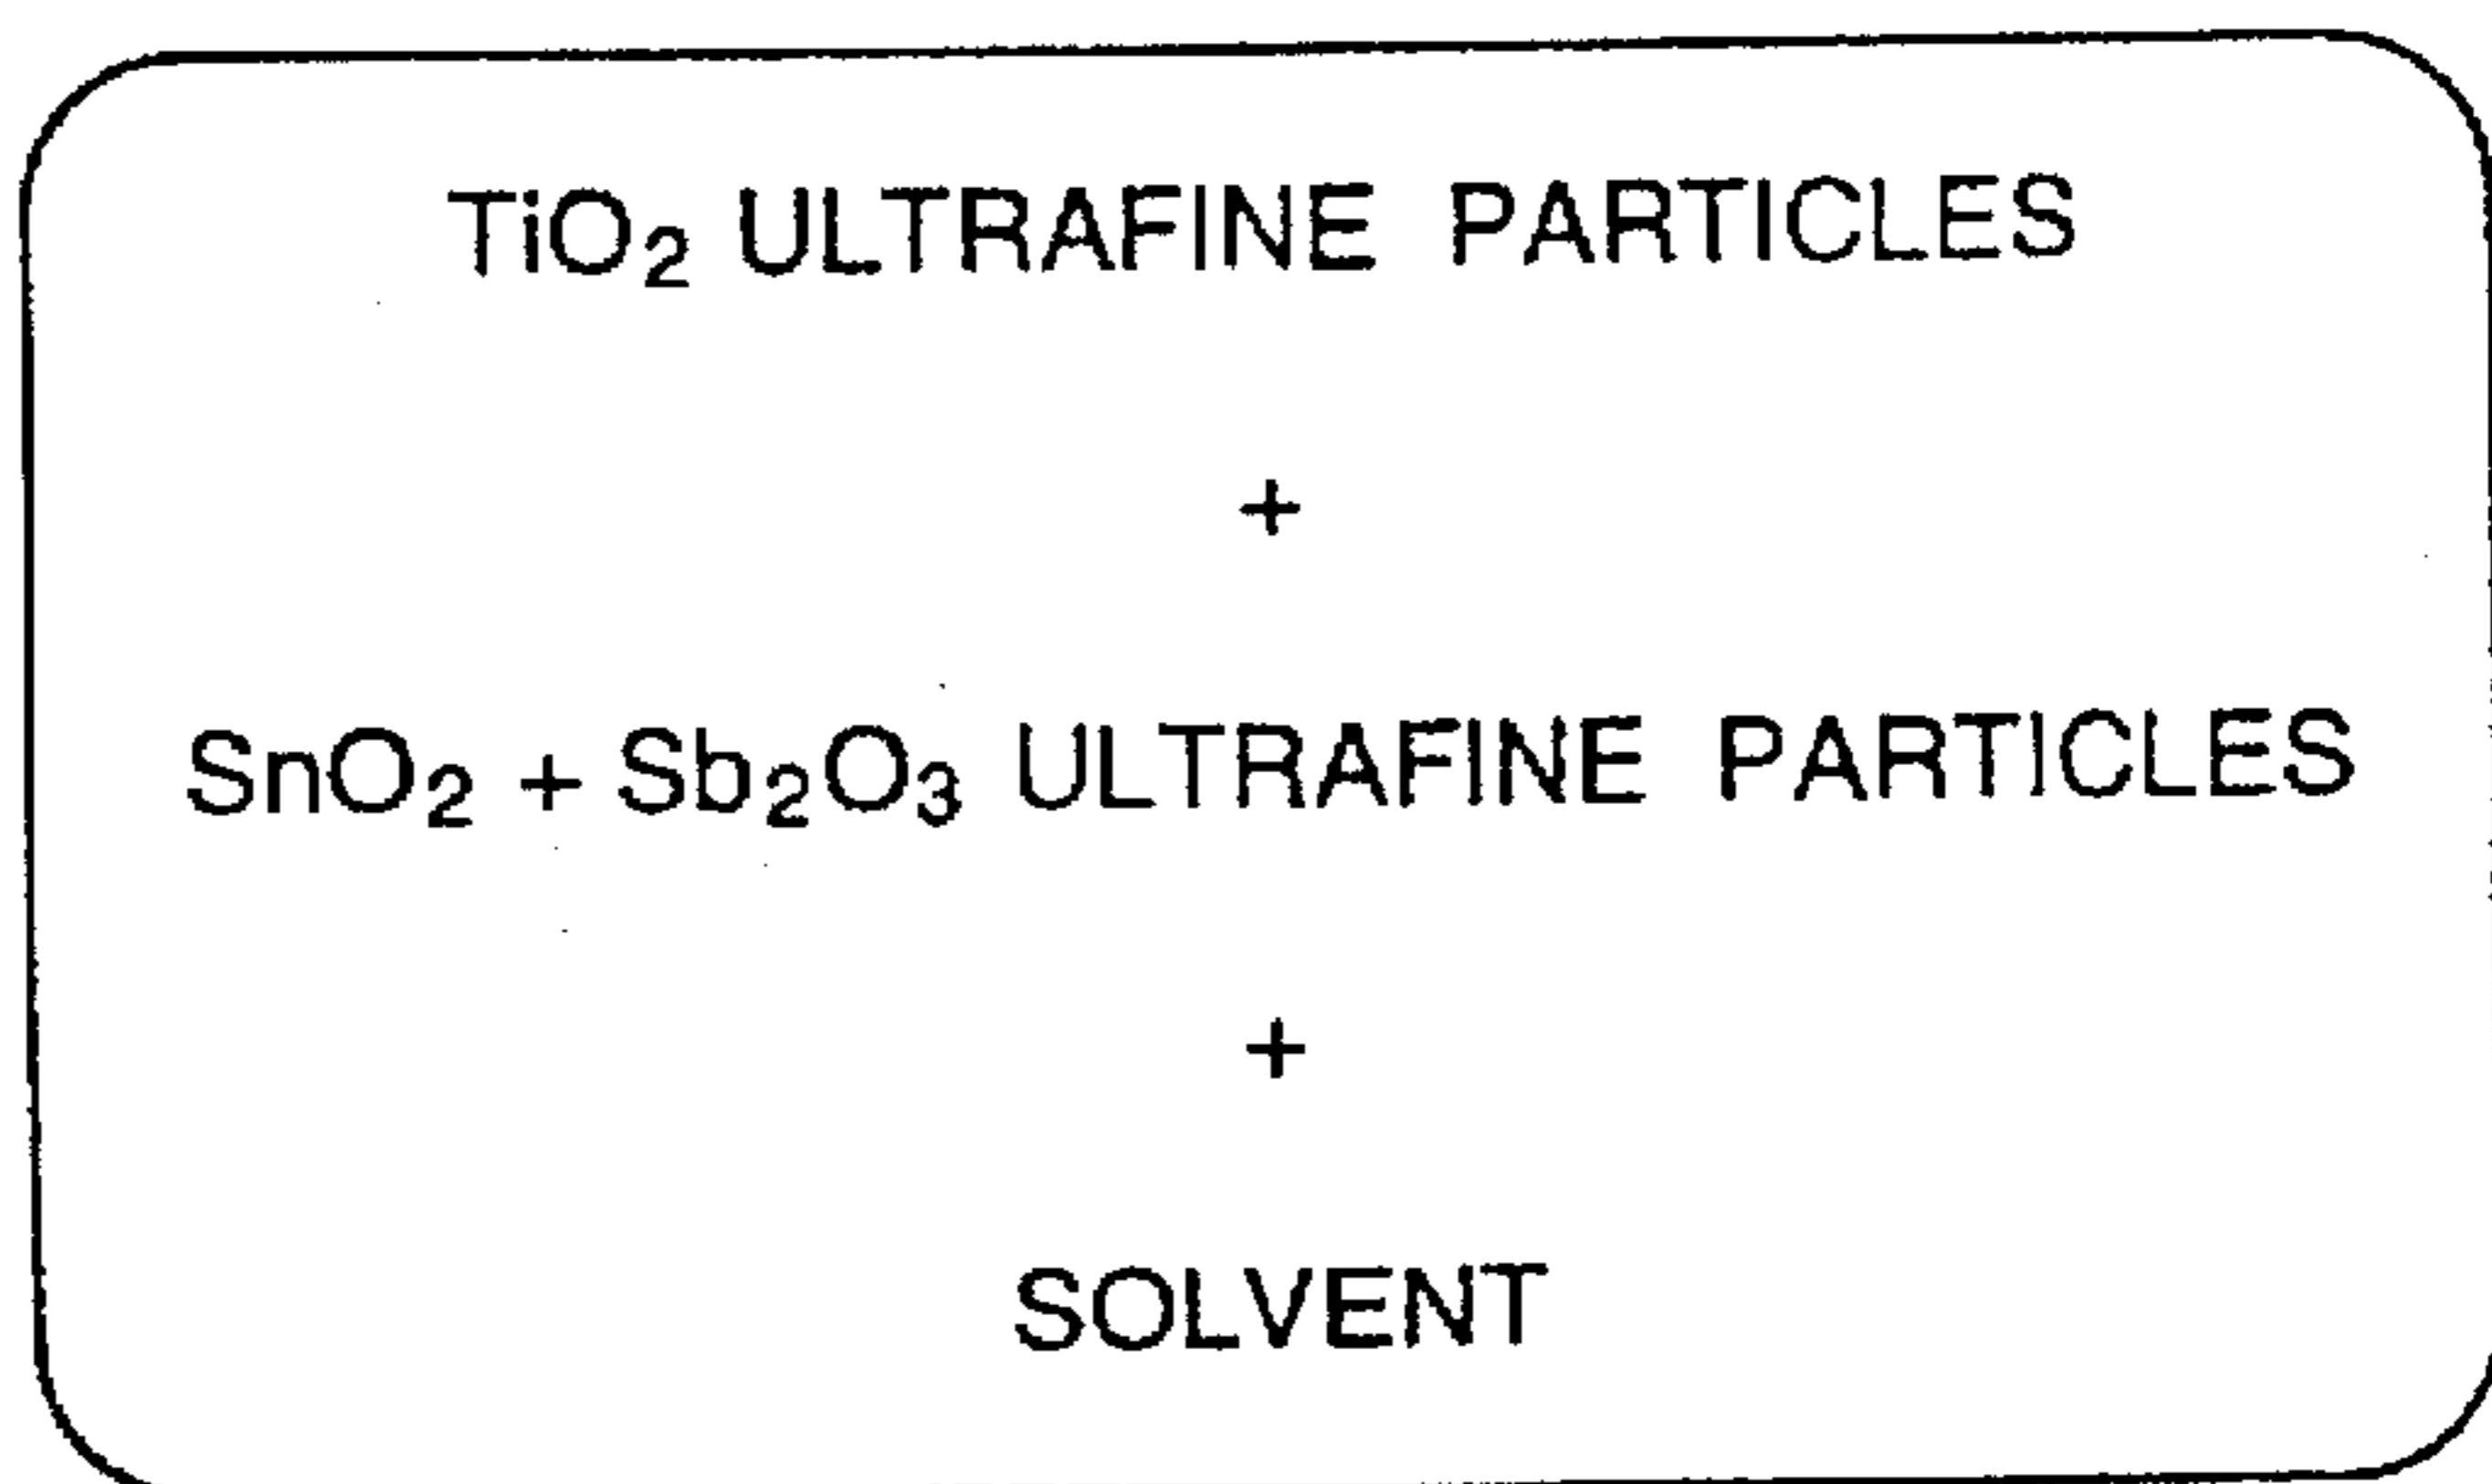 TiO₂ ULTRAFINE PARTICLES
+
SnO₂ + Sb₂O₃ ULTRAFINE PARTICLES
+
SOLVENT